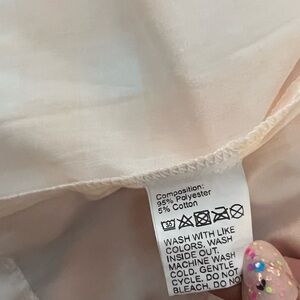 Composition:
95% Polyester
5% Cotton
WASH WITH LIKE
COLORS, WASH
INSIDE OUT.
MACHINE WASH
COLD. GENTLE
CYCLE. DO NOT
BLEACH. DO NO